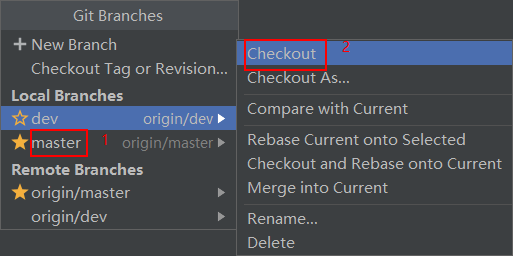 Git Branches
+ New Branch
Checkout Tag or Revision...
Local Branches
dev origin/dev
master 1 origin/master
Remote Branches
origin/master
origin/dev
Checkout 2
Checkout As...
Compare with Current
Rebase Current onto Selected
Checkout and Rebase onto Current
Merge into Current
Rename...
Delete